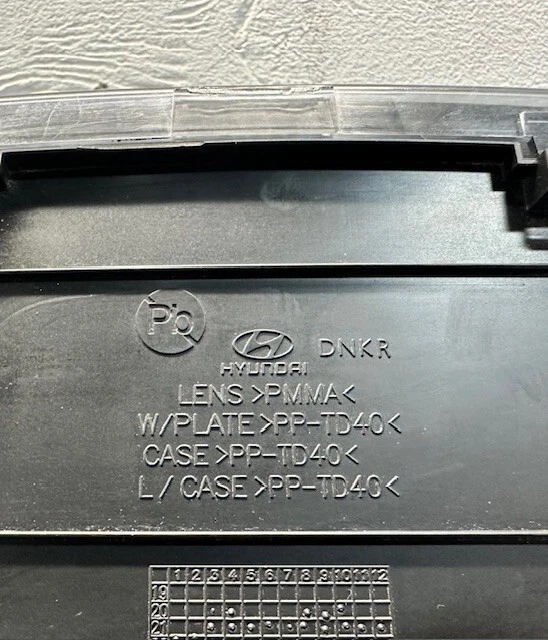 Pb
HYUNDAI DNKR
LENS >PMMA<
W/PLATE >PP-TD40<
CASE >PP-TD40<
L/CASE >PP-TD40<
1 2 3 4 5 6 7 8 9 10 11 12
19
20
21